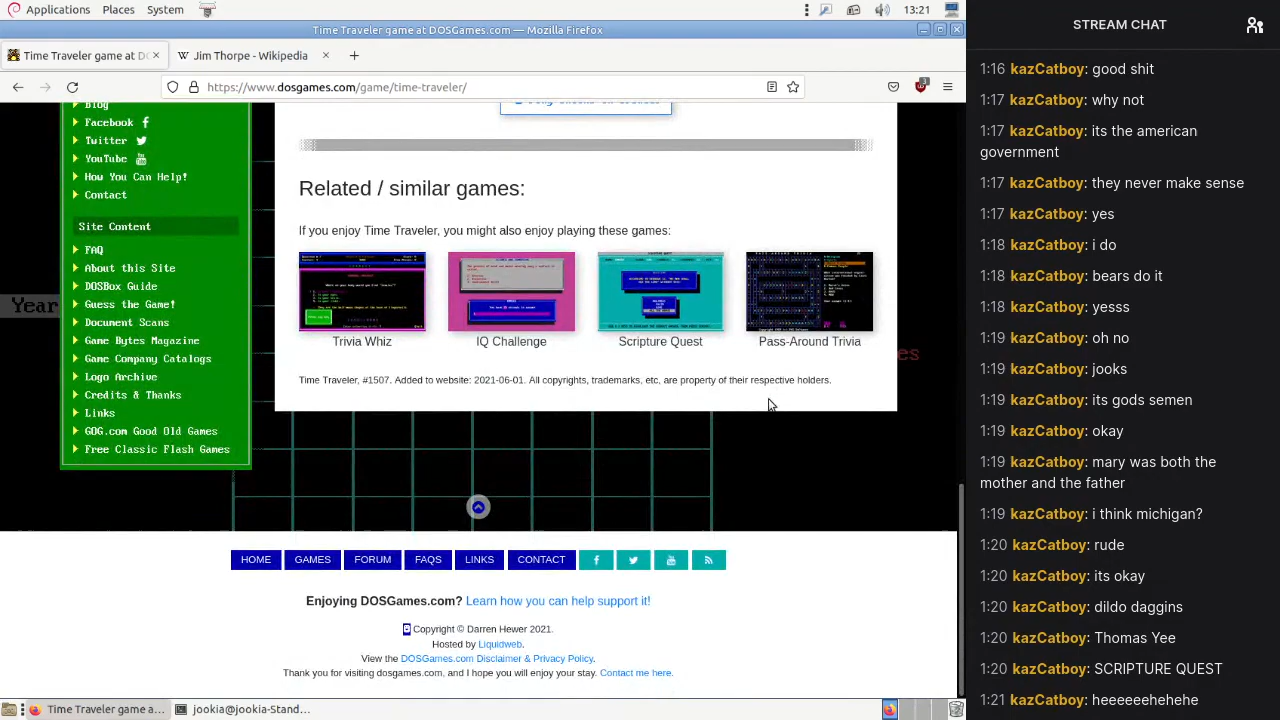 Applications Places System 13:21
Time Traveler game at DOSGames.com — Mozilla Firefox
Time Traveler game at DC
Jim Thorpe - Wikipedia
https://www.dosgames.com/game/time-traveler/
3
Blog
Facebook
Twitter
YouTube
How You Can Help!
Contact
Site Content
FAQ
About this Site
DOSBox Guide
Guess the Game!
Document Scans
Game Bytes Magazine
Game Company Catalogs
Logo Archive
Credits & Thanks
Links
GOG.com Good Old Games
Free Classic Flash Games
Year
es
Related / similar games:
If you enjoy Time Traveler, you might also enjoy playing these games:
Trivia Whiz
IQ Challenge
Scripture Quest
Pass-Around Trivia
Time Traveler, #1507. Added to website: 2021-06-01. All copyrights, trademarks, etc, are property of their respective holders.
HOME GAMES FORUM FAQS LINKS CONTACT
Enjoying DOSGames.com? Learn how you can help support it!
Copyright © Darren Hewer 2021.
Hosted by Liquidweb.
View the DOSGames.com Disclaimer & Privacy Policy.
Thank you for visiting dosgames.com, and I hope you will enjoy your stay. Contact me here.
Time Traveler game a...
jookia@jookia-Stand...
STREAM CHAT
1:16 kazCatboy: good shit
1:17 kazCatboy: why not
1:17 kazCatboy: its the american
government
1:17 kazCatboy: they never make sense
1:17 kazCatboy: yes
1:18 kazCatboy: i do
1:18 kazCatboy: bears do it
1:18 kazCatboy: yesss
1:19 kazCatboy: oh no
1:19 kazCatboy: jooks
1:19 kazCatboy: its gods semen
1:19 kazCatboy: okay
1:19 kazCatboy: mary was both the
mother and the father
1:19 kazCatboy: i think michigan?
1:20 kazCatboy: rude
1:20 kazCatboy: its okay
1:20 kazCatboy: dildo daggins
1:20 kazCatboy: Thomas Yee
1:20 kazCatboy: SCRIPTURE QUEST
1:21 kazCatboy: heeeeeehehehe